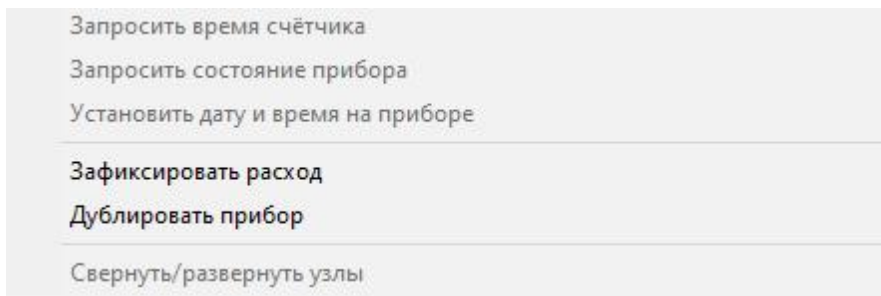 Запросить время счётчика
Запросить состояние прибора
Установить дату и время на приборе
Зафиксировать расход
Дублировать прибор
Свернуть/развернуть узлы